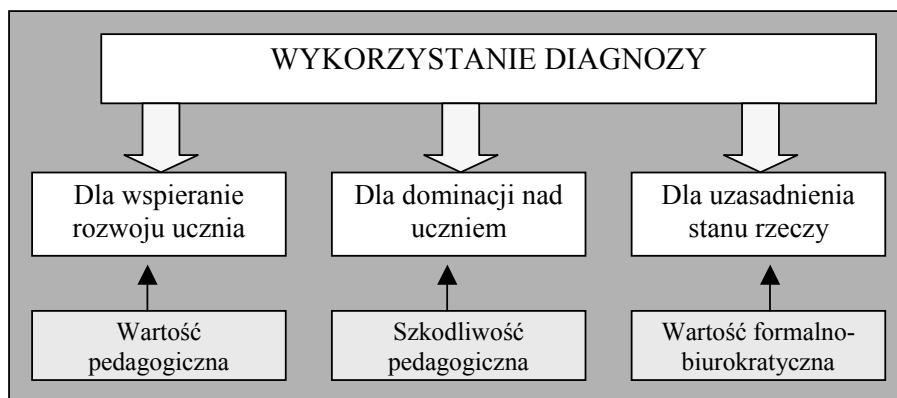 WYKORZYSTANIE DIAGNOZY
Dla wspieranie
rozwoju ucznia
Dla dominacji nad
uczniem
Dla uzasadnienia
stanu rzeczy
Wartość
pedagogiczna
Szkodliwość
pedagogiczna
Wartość formalno-
biurokratyczna